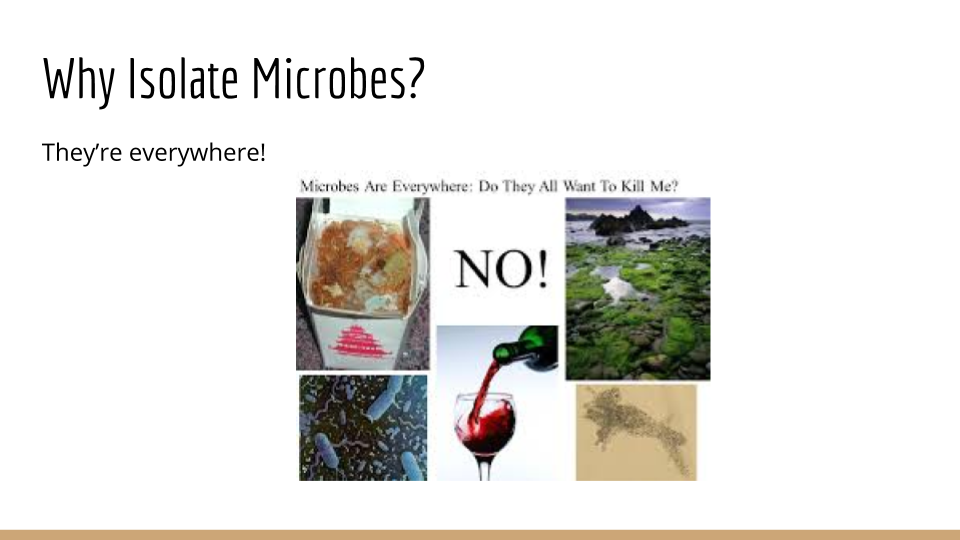 Why Isolate Microbes?
They’re everywhere!
Microbes Are Everywhere: Do They All Want To Kill Me?
NO!